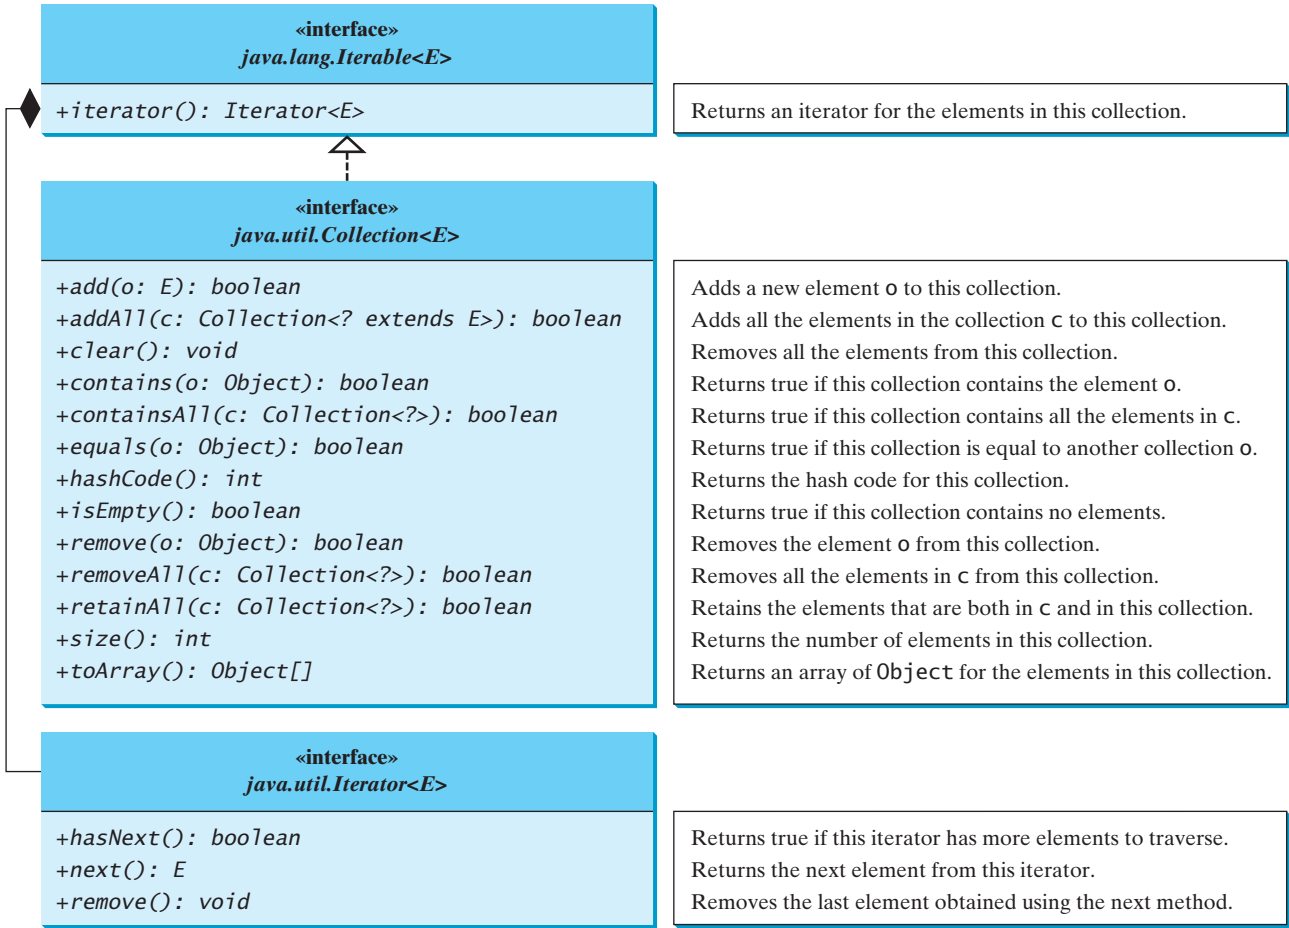 «interface»
java.lang.Iterable<E>
+iterator(): Iterator<E>
Returns an iterator for the elements in this collection.
«interface»
java.util.Collection<E>
+add(o: E): boolean
Adds a new element o to this collection.
+addAll(c: Collection<? extends E>): boolean
Adds all the elements in the collection c to this collection.
+clear(): void
Removes all the elements from this collection.
+contains(o: Object): boolean
Returns true if this collection contains the element o.
+containsAll(c: Collection<?>): boolean
Returns true if this collection contains all the elements in c.
+equals(o: Object): boolean
Returns true if this collection is equal to another collection o.
+hashCode(): int
Returns the hash code for this collection.
+isEmpty(): boolean
Returns true if this collection contains no elements.
+remove(o: Object): boolean
Removes the element o from this collection.
+removeAll(c: Collection<?>): boolean
Removes all the elements in c from this collection.
+retainAll(c: Collection<?>): boolean
Retains the elements that are both in c and in this collection.
+size(): int
Returns the number of elements in this collection.
+toArray(): Object[]
Returns an array of Object for the elements in this collection.
«interface»
java.util.Iterator<E>
+hasNext(): boolean
Returns true if this iterator has more elements to traverse.
+next(): E
Returns the next element from this iterator.
+remove(): void
Removes the last element obtained using the next method.